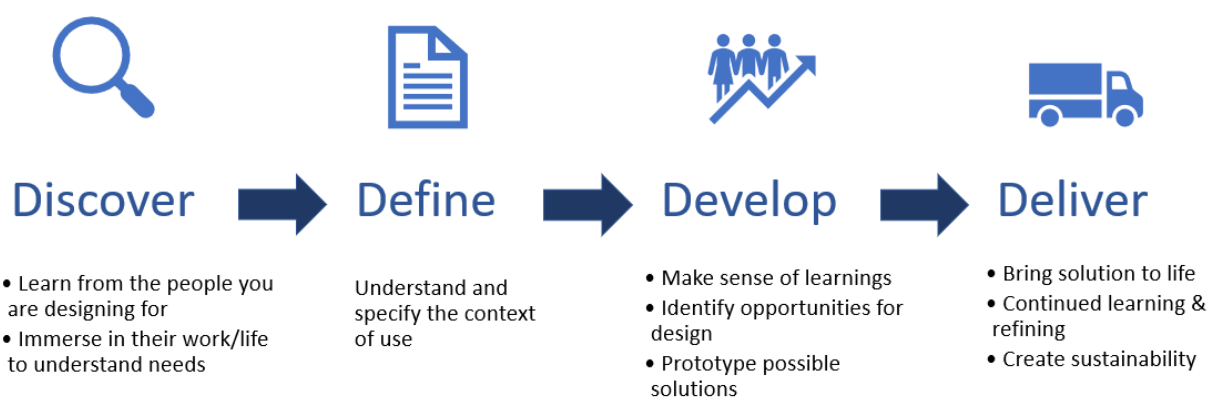 Discover
Define
Develop
Deliver
• Learn from the people you
are designing for
• Immerse in their work/life
to understand needs
Understand and
specify the context
of use
• Make sense of learnings
• Identify opportunities for
design
• Prototype possible
solutions
• Bring solution to life
• Continued learning &
refining
• Create sustainability